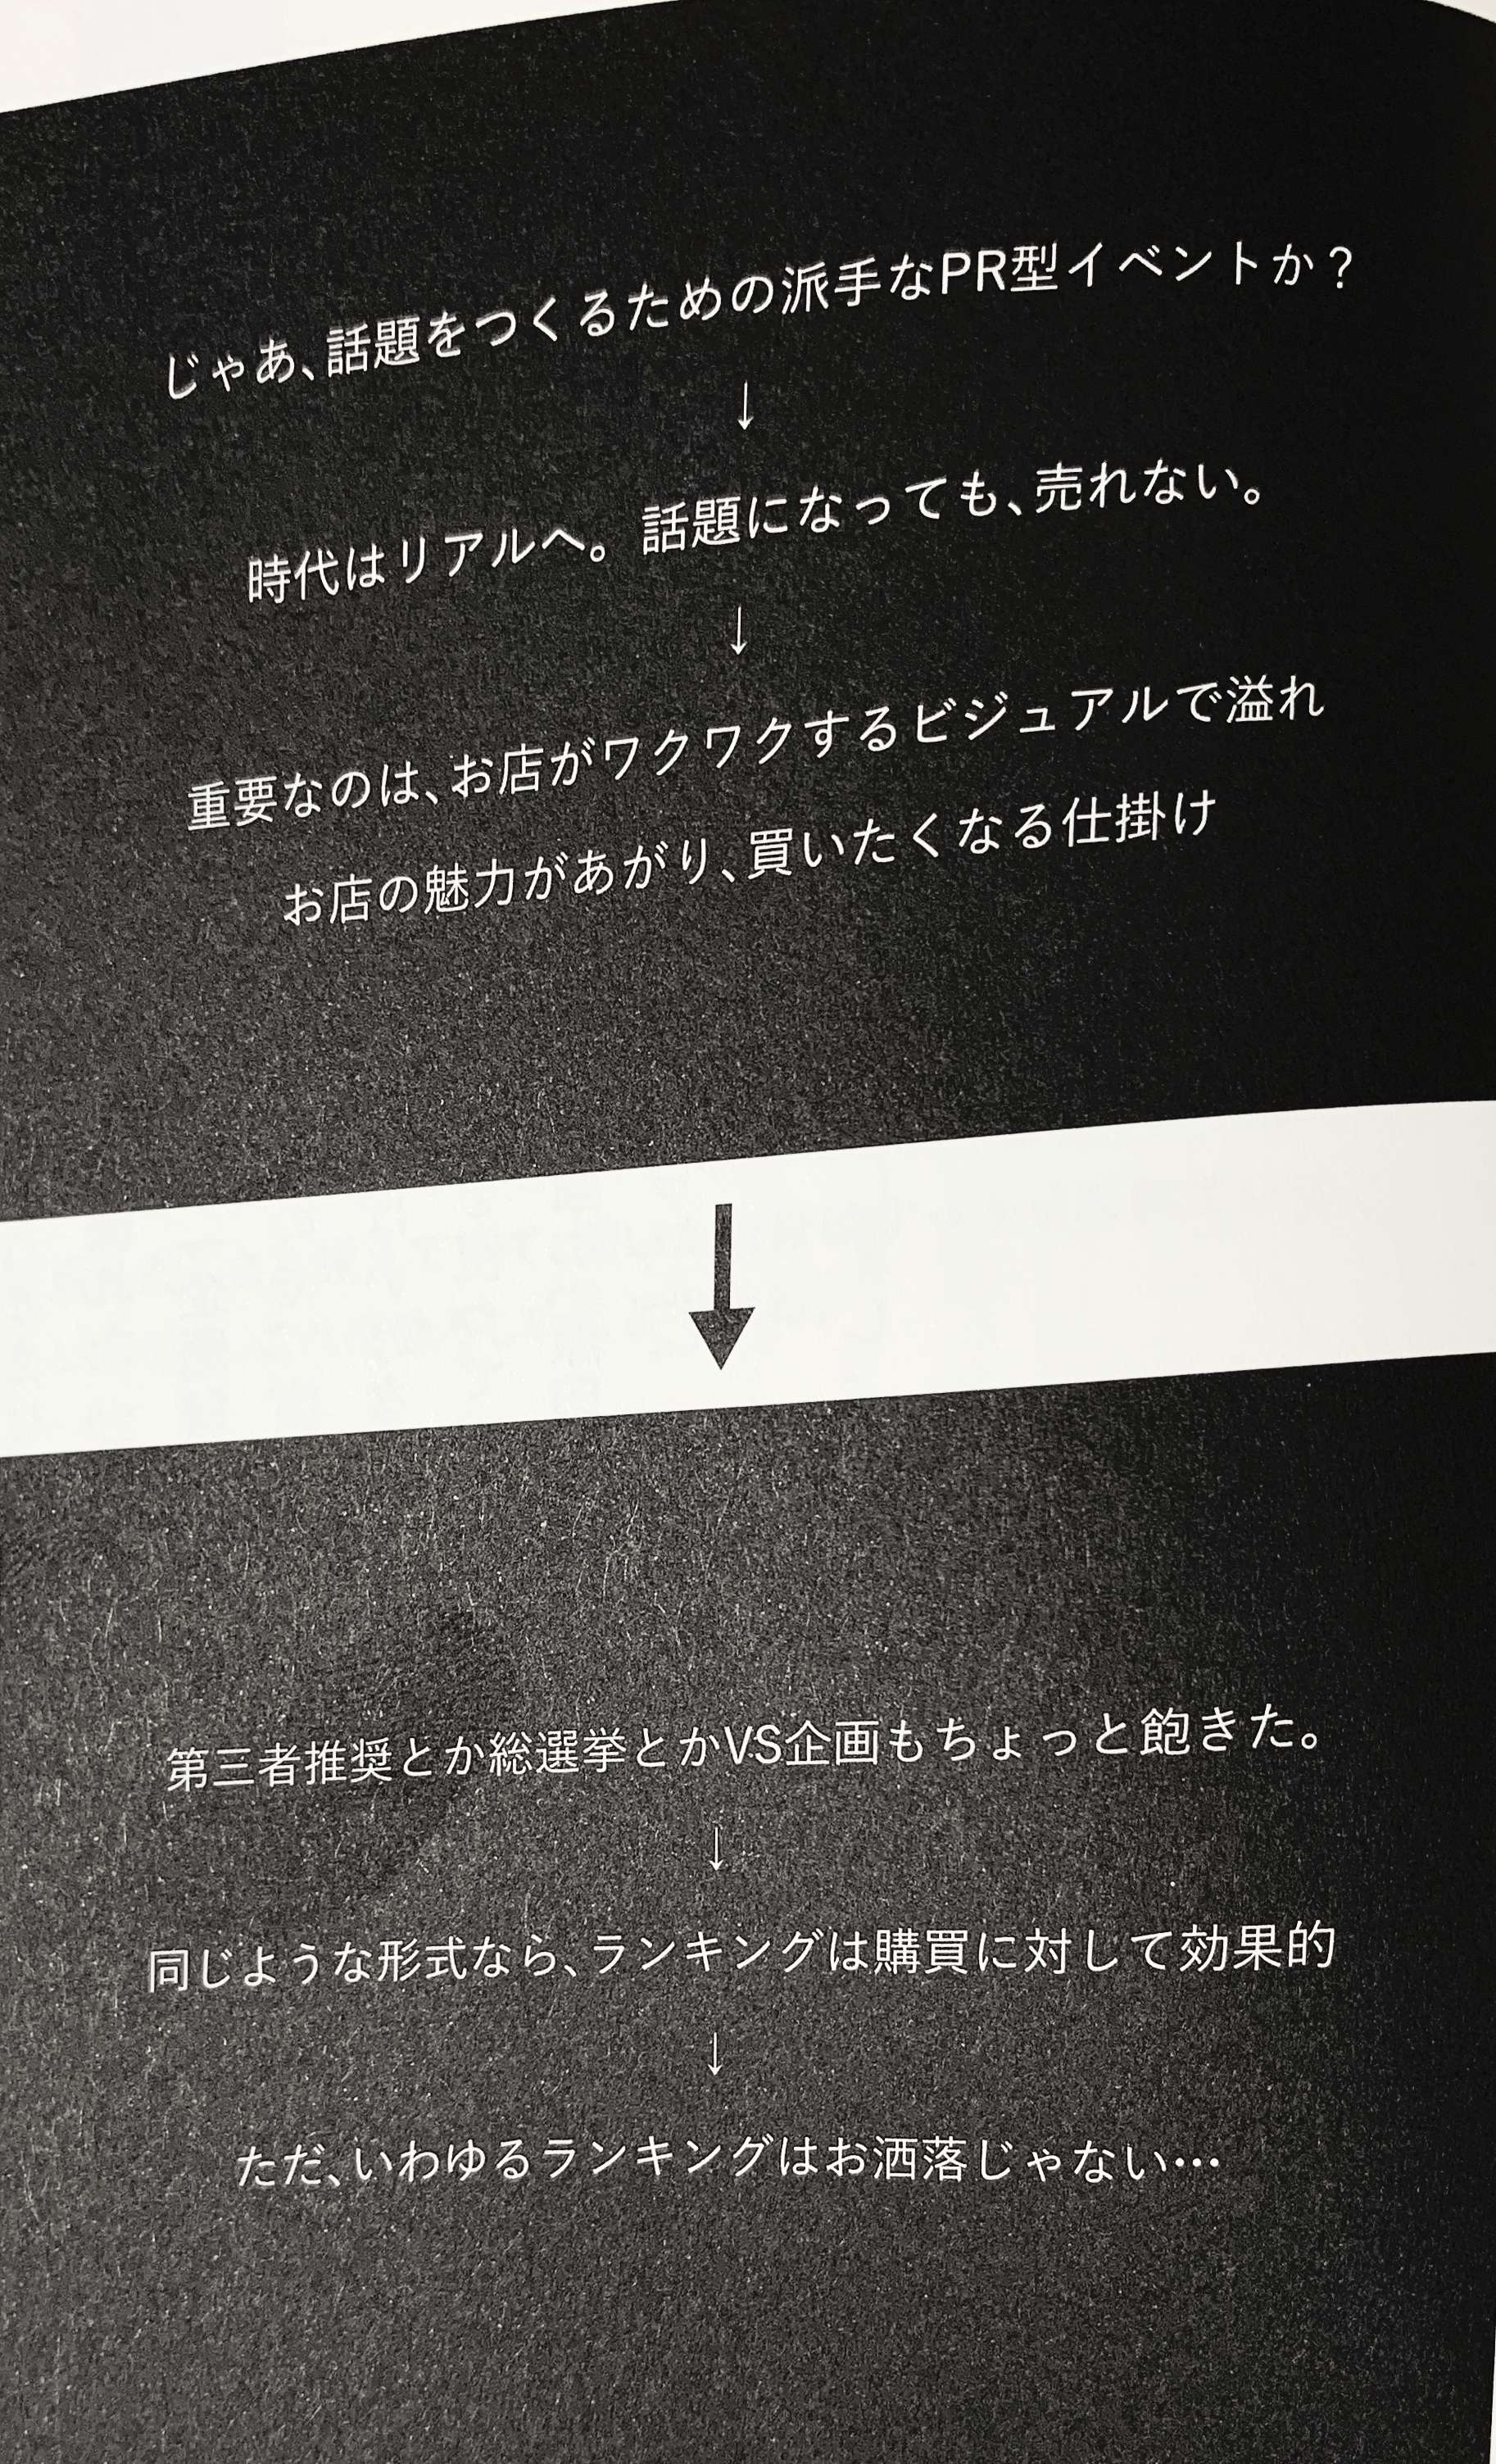 じゃあ、話題をつくるための派手なPR型イベントか？
↓
時代はリアルへ。話題になっても、売れない。
↓
重要なのは、お店がワクワクするビジュアルで溢れ
お店の魅力があがり、買いたくなる仕掛け
↓
第三者推奨とか総選挙とかVS企画もちょっと飽きた。
↓
同じような形式なら、ランキングは購買に対して効果的
↓
ただ、いわゆるランキングはお洒落じゃない…